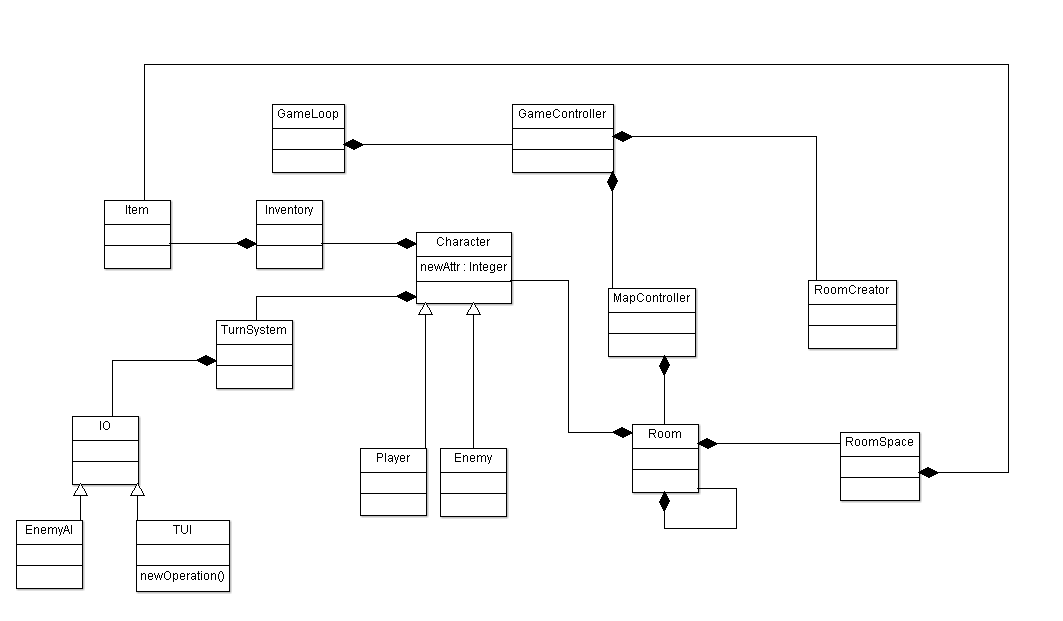 GameLoop
GameController
Item
Inventory
Character
newAttr : Integer
MapController
RoomCreator
TurnSystem
IO
Room
RoomSpace
Player
Enemy
EnemyAI
TUI
newOperation()